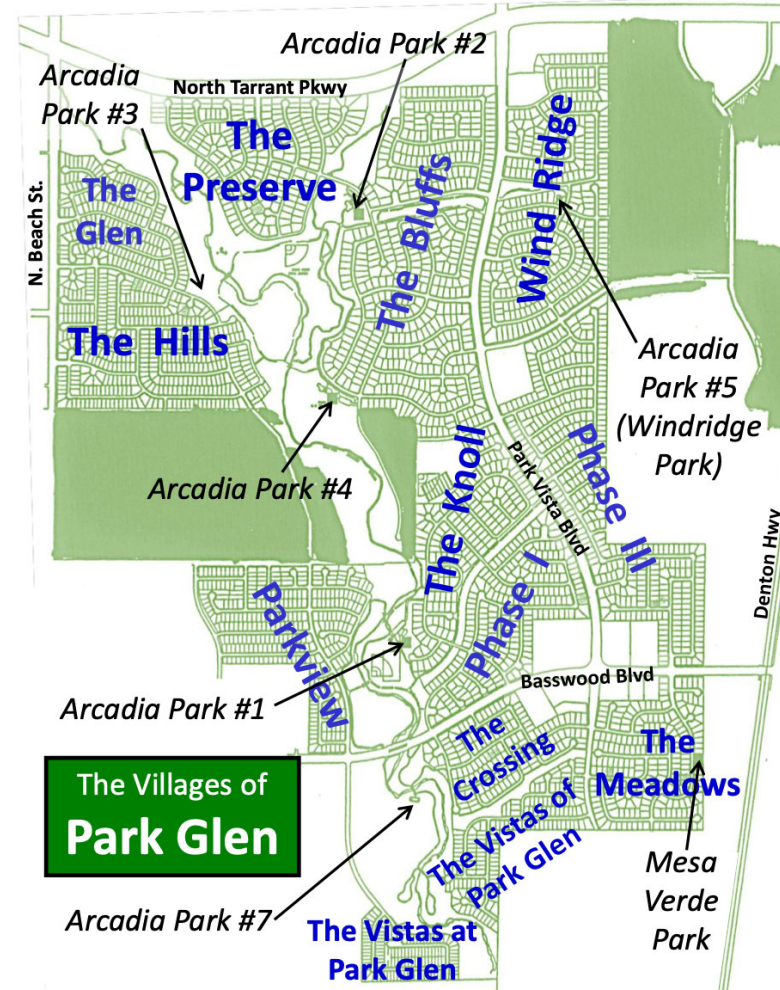 Arcadia Park #2
Arcadia
Park #3
North Tarrant Pkwy
The
Preserve
The
Glen
The Bluffs
Wind Ridge
N. Beach St.
The Hills
Arcadia
Park #5
(Windridge
Park)
Arcadia Park #4
The Knoll
Park Vista Blvd
Phase III
Denton Hwy
Parkview
Phase I
Arcadia Park #1
Basswood Blvd
The
Crossing
The
Meadows
The Villages of
Park Glen
The Vistas of
Park Glen
Mesa
Verde
Park
Arcadia Park #7
The Vistas at
Park Glen